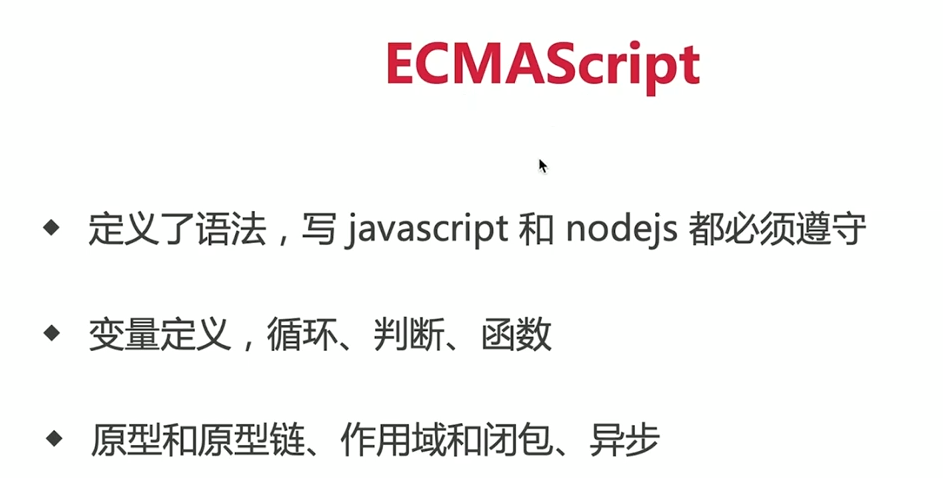 ECMAScript
◆ 定义了语法，写 javascript 和 nodejs 都必须遵守
◆ 变量定义，循环、判断、函数
◆ 原型和原型链、作用域和闭包、异步